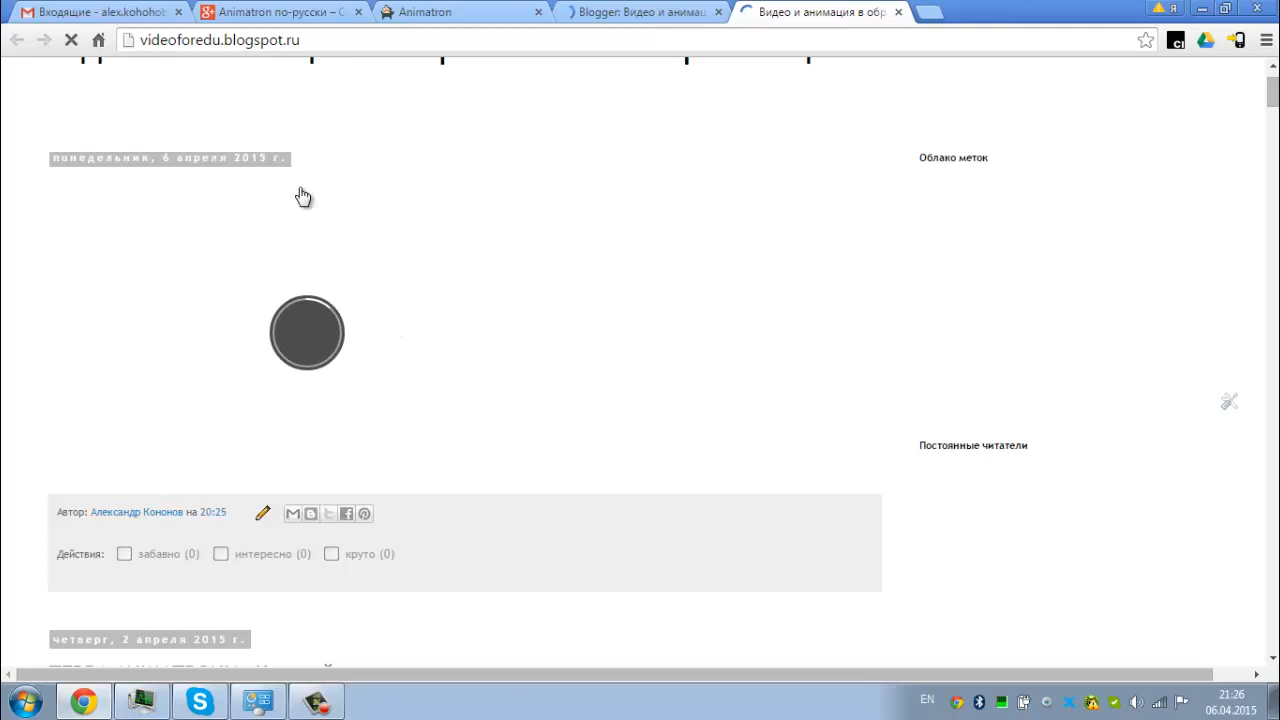 Входящие - alex.kohohob
Animatron по-русски – Со
Animatron
Blogger: Видео и анимац
Видео и анимация в обр
Я
videoforedu.blogspot.ru
понедельник, 6 апреля 2015 г.
Облако меток
Постоянные читатели
Автор: Александр Кононов на 20:25
Действия: забавно (0) интересно (0) круто (0)
четверг, 2 апреля 2015 г.
EN
21:26
06.04.2015